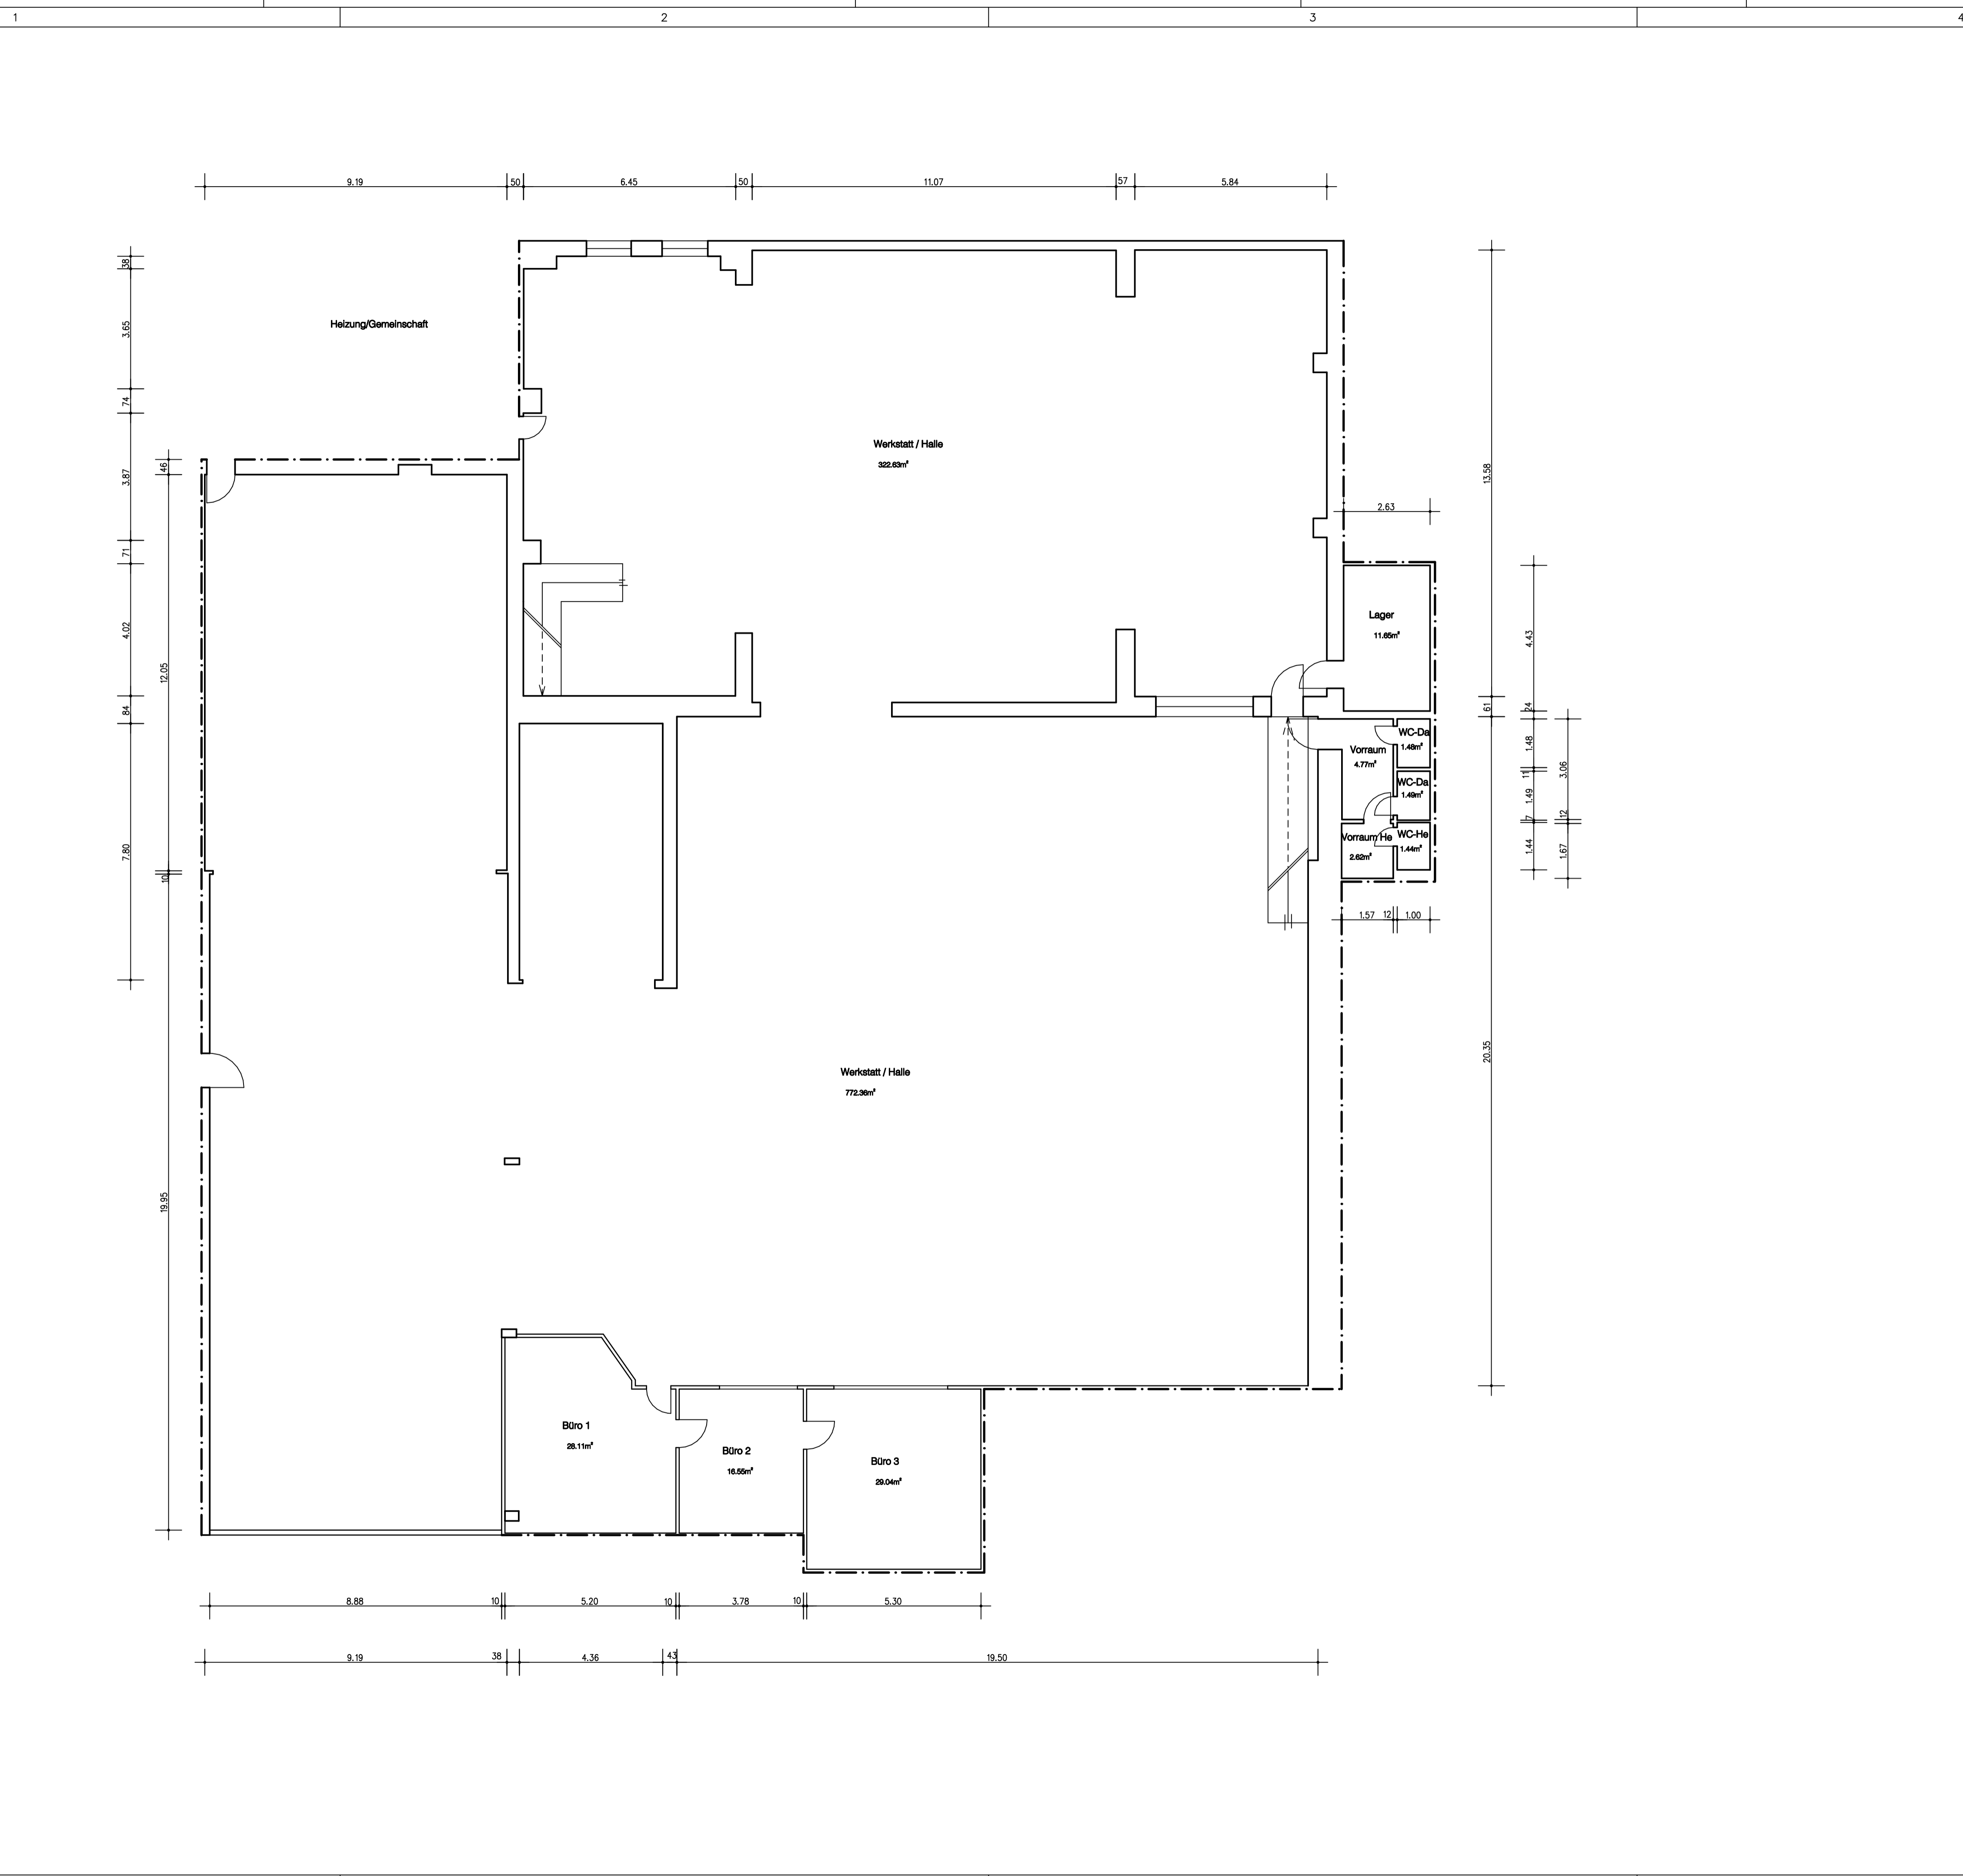 1 2 3 4
9.19 50 6.45 50 11.07 57 5.84
38
3.65
74
3.87
71
4.02
84
7.80
46
12.05
10
19.95
Heizung/Gemeinschaft
Werkstatt / Halle
322.63m²
13.58
61
20.35
2.63
Lager
11.65m²
4.43
24
1.48
11
1.49
7
1.44
3.06
12
1.67
WC-Da
1.48m²
Vorraum
4.77m²
WC-Da
1.49m²
Vorraum He
2.62m²
WC-He
1.44m²
1.57 12 1.00
Werkstatt / Halle
772.36m²
Büro 1
28.11m²
Büro 2
16.55m²
Büro 3
29.04m²
8.88 10 5.20 10 3.78 10 5.30
9.19 38 4.36 43 19.50